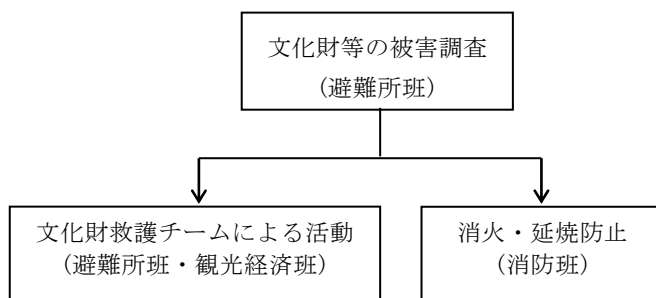 文化財等の被害調査
（避難所班）
文化財救護チームによる活動
（避難所班・観光経済班）
消火・延焼防止
（消防班）